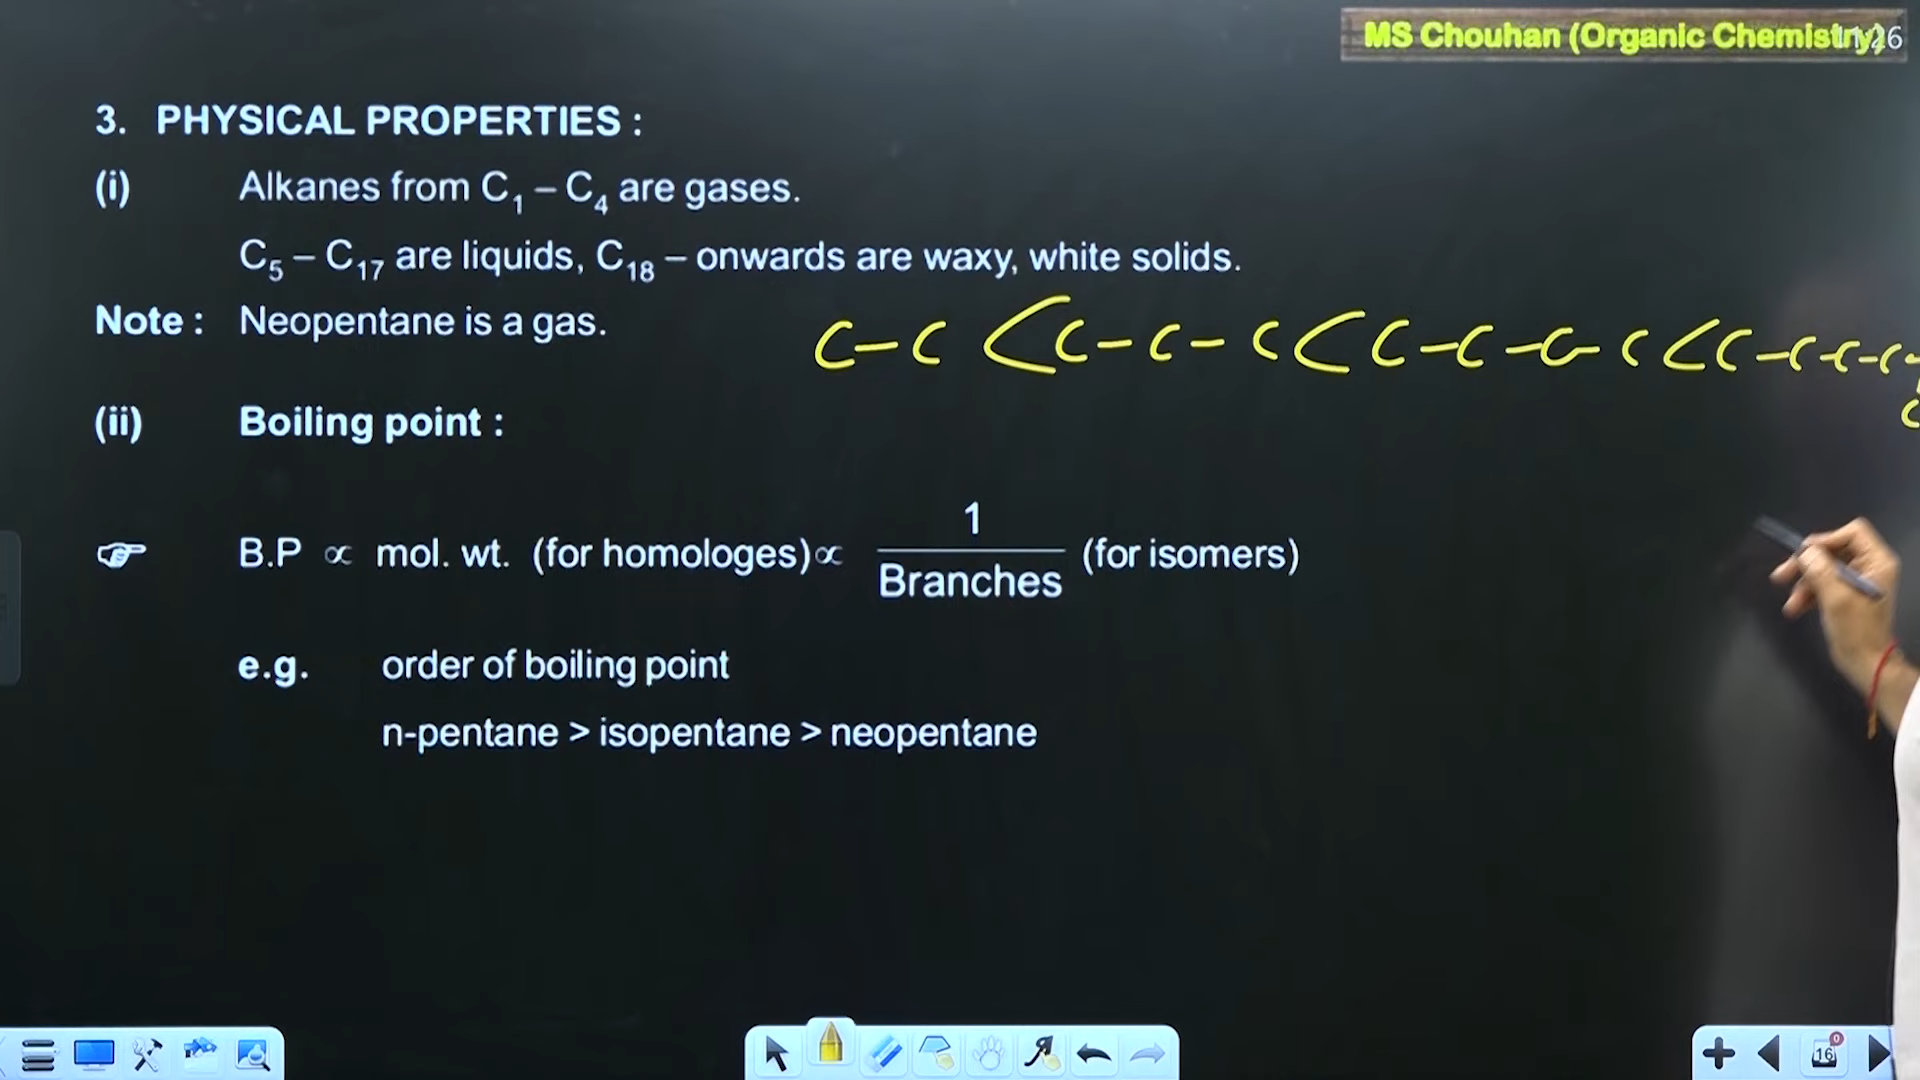 MS Chouhan (Organic Chemistry)
3. PHYSICAL PROPERTIES :
(i) Alkanes from C₁ – C₄ are gases.
C₅ – C₁₇ are liquids, C₁₈ – onwards are waxy, white solids.
Note : Neopentane is a gas.
C–C < C–C–C < C–C–C–C < C–C–C–C–
C
(ii) Boiling point :
B.P ∝ mol. wt. (for homologes) ∝ 1/Branches (for isomers)
e.g. order of boiling point
n-pentane > isopentane > neopentane
16
0